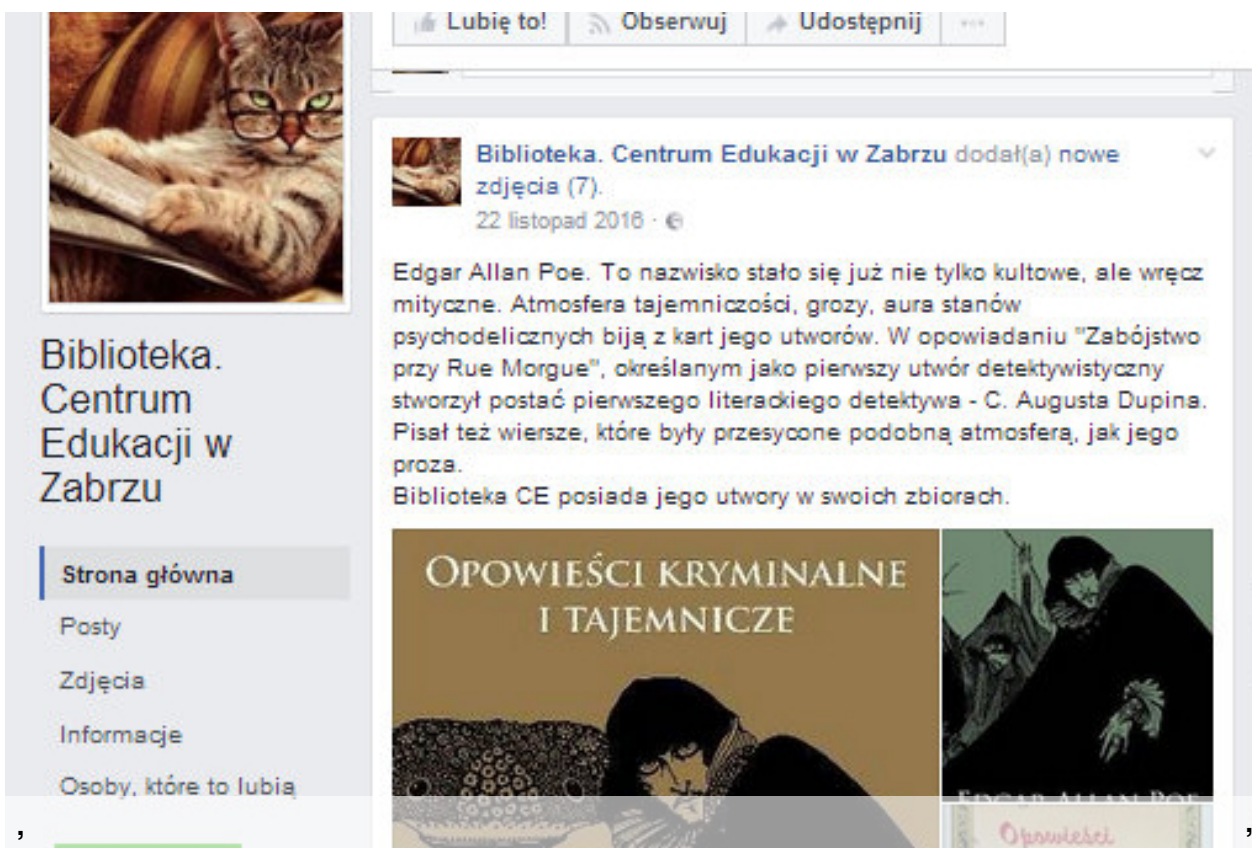 Lubię to!
Obserwuj
Udostępnij
Biblioteka. Centrum Edukacji w Zabrzu dodał(a) nowe
zdjęcia (7).
22 listopad 2016 ·
Edgar Allan Poe. To nazwisko stało się już nie tylko kultowe, ale wręcz
mityczne. Atmosfera tajemniczości, grozy, aura stanów
psychodelicznych biją z kart jego utworów. W opowiadaniu "Zabójstwo
przy Rue Morgue", określanym jako pierwszy utwór detektywistyczny
stworzył postać pierwszego literackiego detektywa - C. Augusta Dupina.
Pisał też wiersze, które były przesycone podobną atmosferą, jak jego
proza.
Biblioteka CE posiada jego utwory w swoich zbiorach.
Biblioteka.
Centrum
Edukacji w
Zabrzu
Strona główna
Posty
Zdjęcia
Informacje
Osoby, które to lubią
OPOWIEŚCI KRYMINALNE
I TAJEMNICZE
EDGAR ALLAN POE
Opowieści
,
,